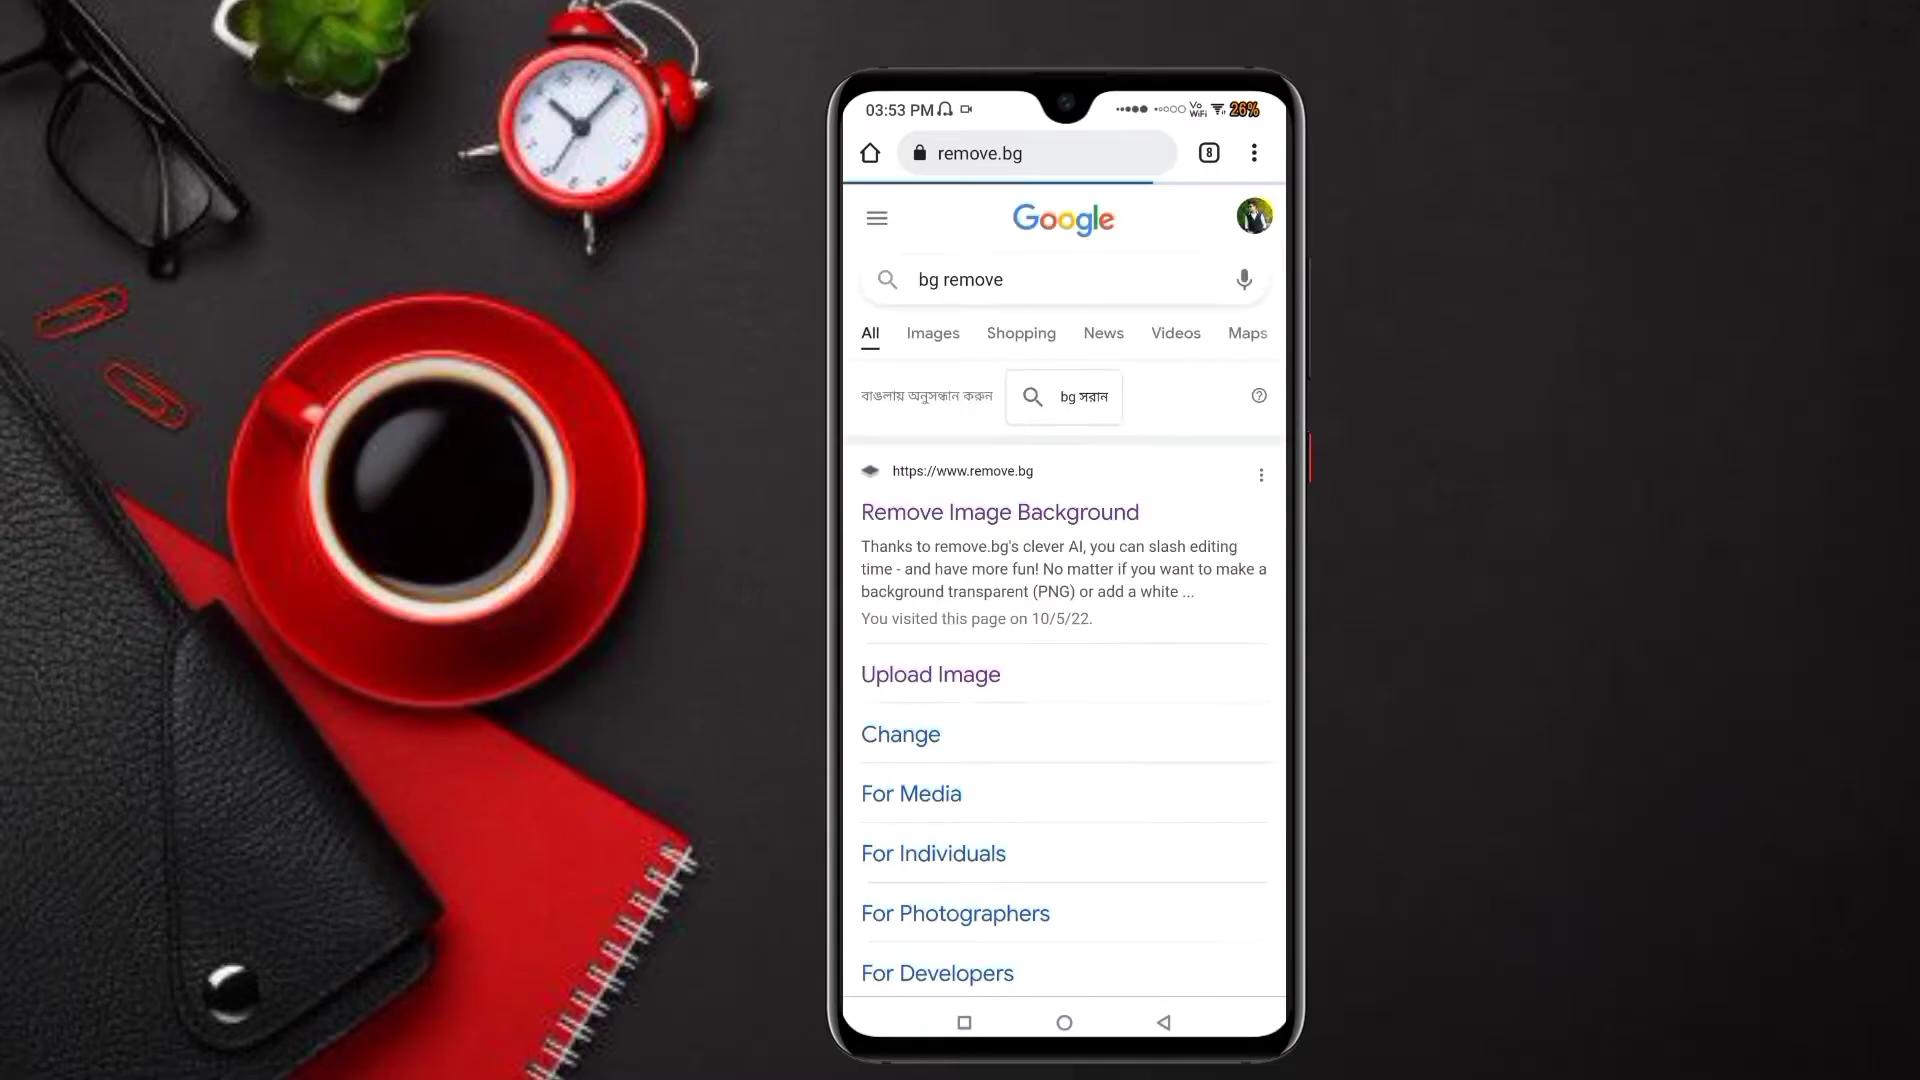 03:53 PM
Vo WiFi 26%
remove.bg
8
Google
bg remove
All Images Shopping News Videos Maps
বাঙলায় অনুসন্ধান করুন bg সরান
https://www.remove.bg
Remove Image Background
Thanks to remove.bg's clever AI, you can slash editing
time - and have more fun! No matter if you want to make a
background transparent (PNG) or add a white ...
You visited this page on 10/5/22.
Upload Image
Change
For Media
For Individuals
For Photographers
For Developers